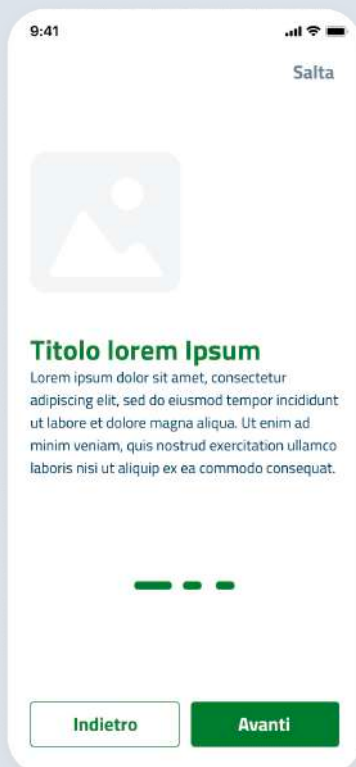 9:41
Salta
Titolo lorem Ipsum
Lorem ipsum dolor sit amet, consectetur
adipiscing elit, sed do eiusmod tempor incididunt
ut labore et dolore magna aliqua. Ut enim ad
minim veniam, quis nostrud exercitation ullamco
laboris nisi ut aliquip ex ea commodo consequat.
Indietro
Avanti